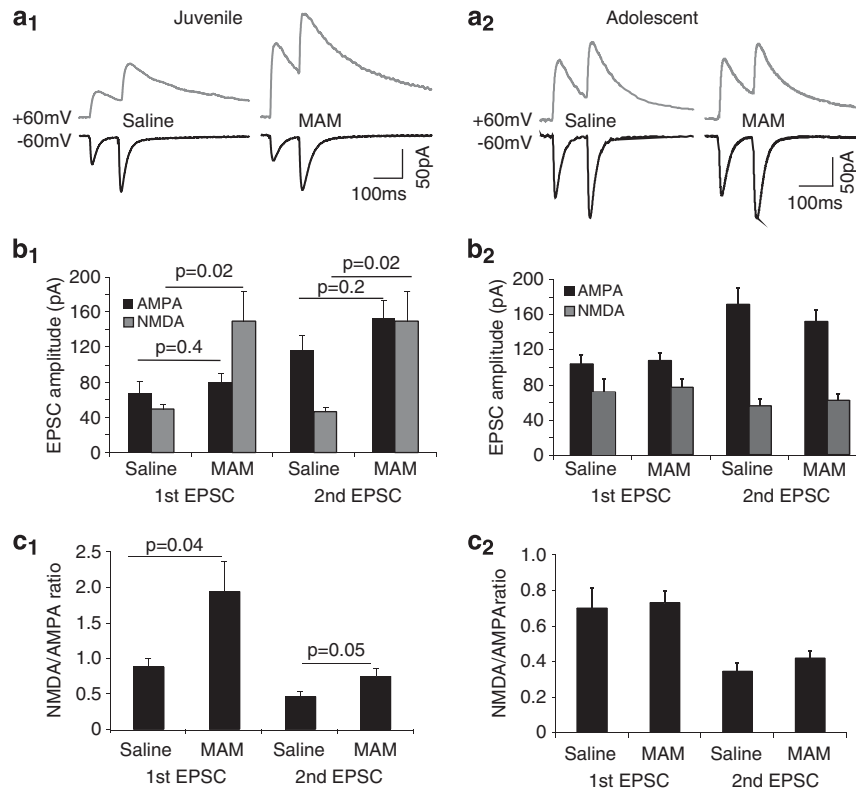 a1 Juvenile
+60mV
-60mV
Saline MAM
100ms
50pA
a2 Adolescent
+60mV
-60mV
Saline MAM
100ms
50pA
b1
EPSC amplitude (pA)
200
160
120
80
40
0
AMPA
NMDA
p=0.02
p=0.4
p=0.02
p=0.2
Saline MAM Saline MAM
1st EPSC 2nd EPSC
b2
EPSC amplitude (pA)
200
160
120
80
40
0
AMPA
NMDA
Saline MAM Saline MAM
1st EPSC 2nd EPSC
c1
NMDA/AMPA ratio
2.5
2.0
1.5
1.0
0.5
0
p=0.04
p=0.05
Saline MAM Saline MAM
1st EPSC 2nd EPSC
c2
NMDA/AMPAratio
1.0
0.8
0.6
0.4
0.2
0
Saline MAM Saline MAM
1st EPSC 2nd EPSC